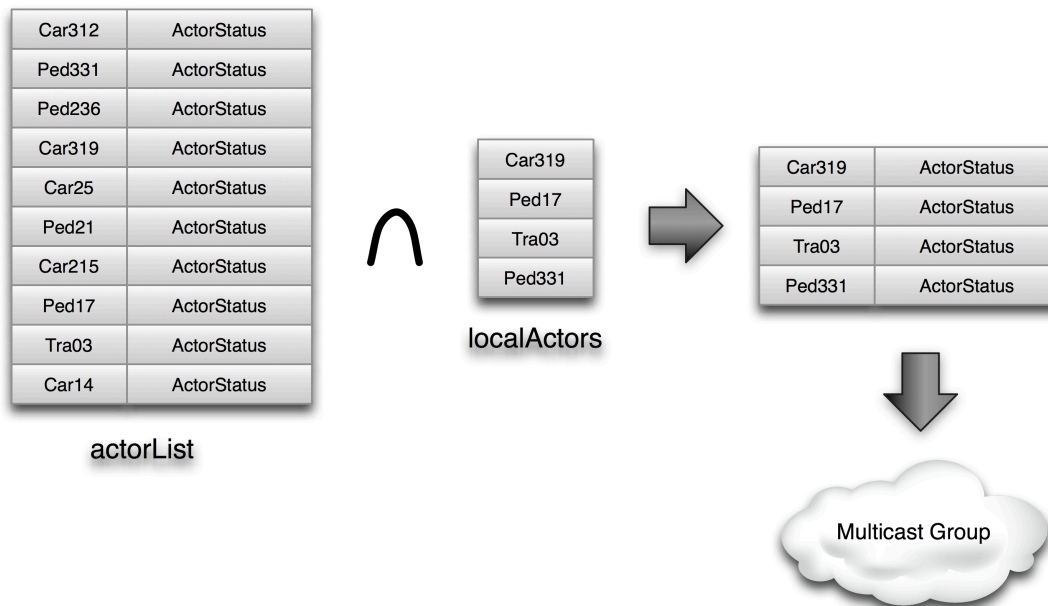 Car312 ActorStatus
Ped331 ActorStatus
Ped236 ActorStatus
Car319 ActorStatus
Car25 ActorStatus
Ped21 ActorStatus
Car215 ActorStatus
Ped17 ActorStatus
Tra03 ActorStatus
Car14 ActorStatus
actorList
∩
Car319
Ped17
Tra03
Ped331
localActors
Car319 ActorStatus
Ped17 ActorStatus
Tra03 ActorStatus
Ped331 ActorStatus
Multicast Group